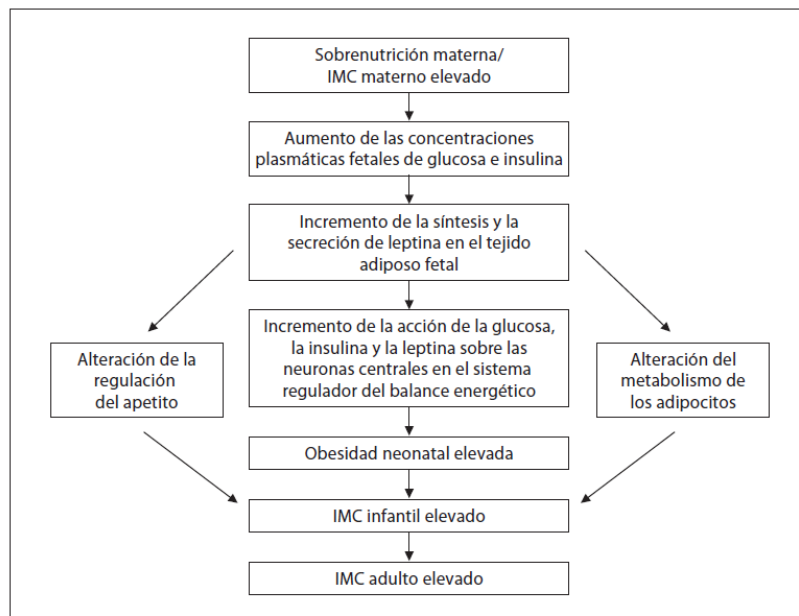 Sobrenutrición materna/
IMC materno elevado
Aumento de las concentraciones
plasmáticas fetales de glucosa e insulina
Incremento de la síntesis y la
secreción de leptina en el tejido
adiposo fetal
Alteración de la
regulación
del apetito
Incremento de la acción de la glucosa,
la insulina y la leptina sobre las
neuronas centrales en el sistema
regulador del balance energético
Alteración del
metabolismo de
los adipocitos
Obesidad neonatal elevada
IMC infantil elevado
IMC adulto elevado